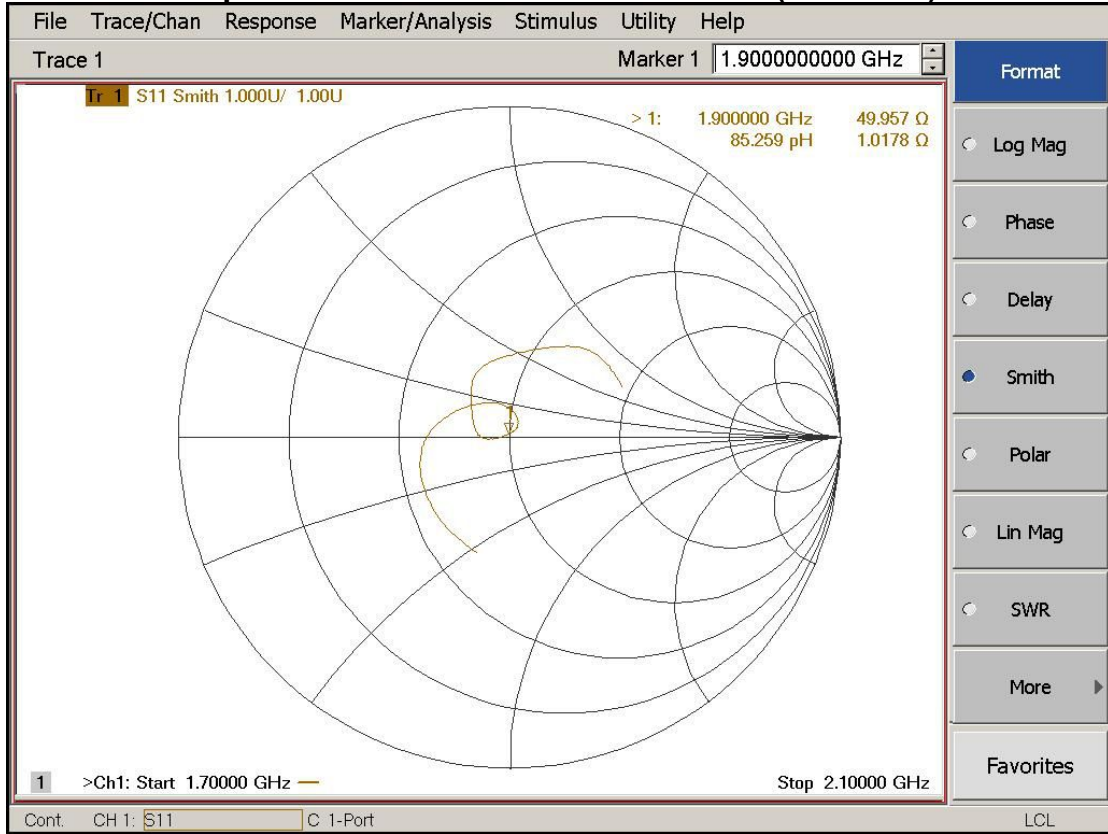 File Trace/Chan Response Marker/Analysis Stimulus Utility Help
Trace 1 Marker 1 1.9000000000 GHz
Format
Tr 1 S11 Smith 1.000U/ 1.00U
> 1: 1.900000 GHz 49.957 Ω
85.259 pH 1.0178 Ω
Log Mag
Phase
Delay
Smith
1
Polar
Lin Mag
SWR
More
Favorites
1 >Ch1: Start 1.70000 GHz Stop 2.10000 GHz
Cont. CH 1: S11 C 1-Port LCL